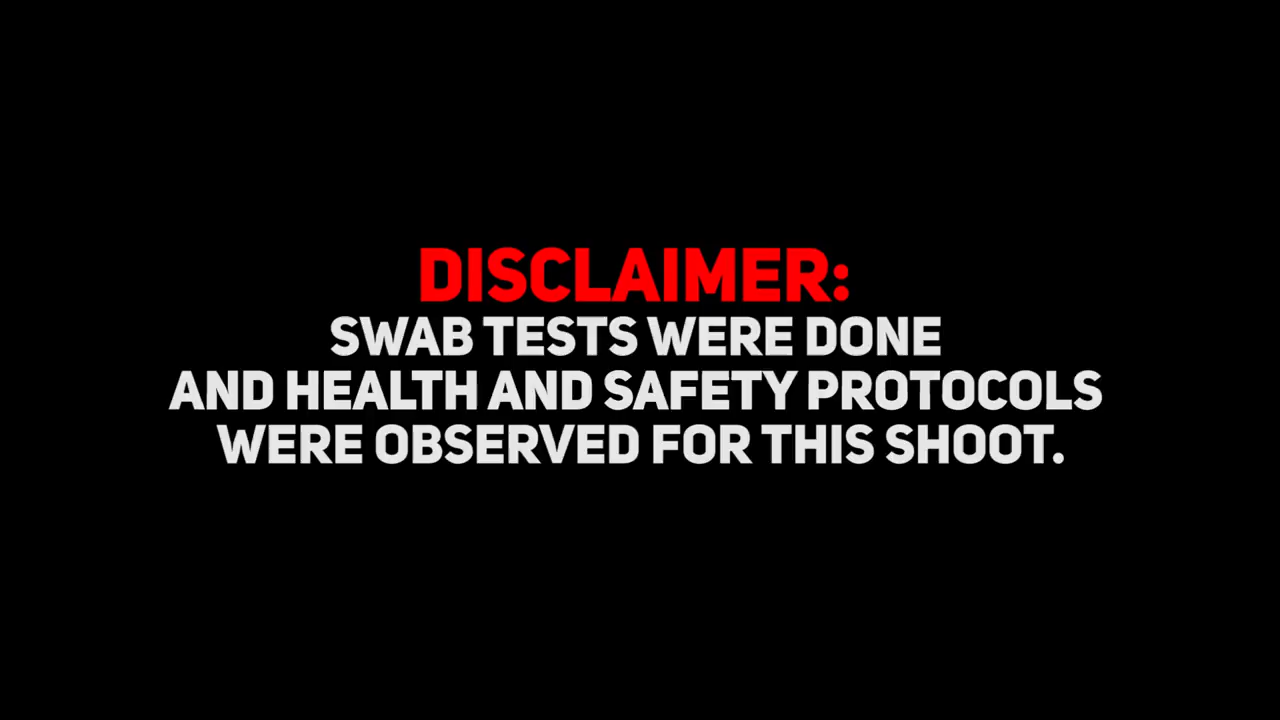 DISCLAIMER:
SWAB TESTS WERE DONE
AND HEALTH AND SAFETY PROTOCOLS
WERE OBSERVED FOR THIS SHOOT.